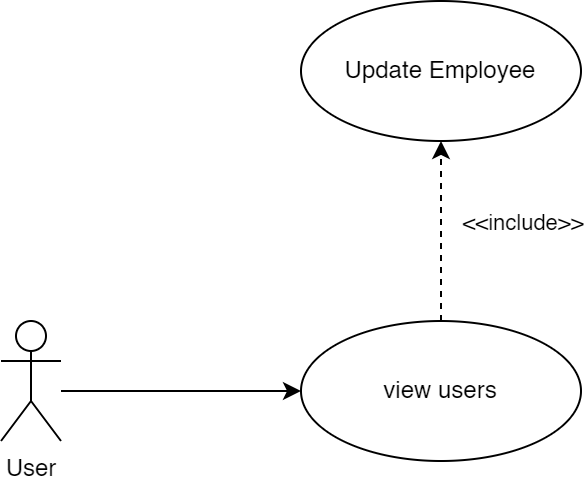 Update Employee
<<include>>
view users
User